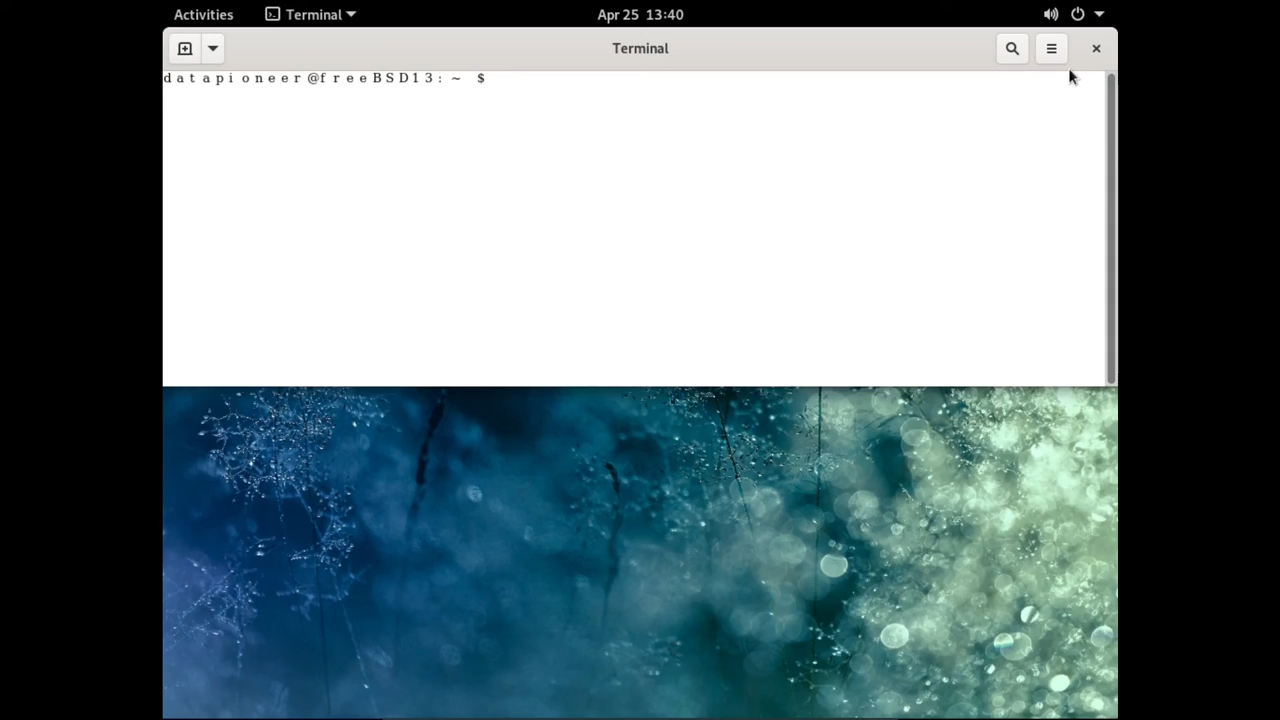 Activities Terminal Apr 25 13:40
Terminal
datapioneer@freeBSD13:~ $